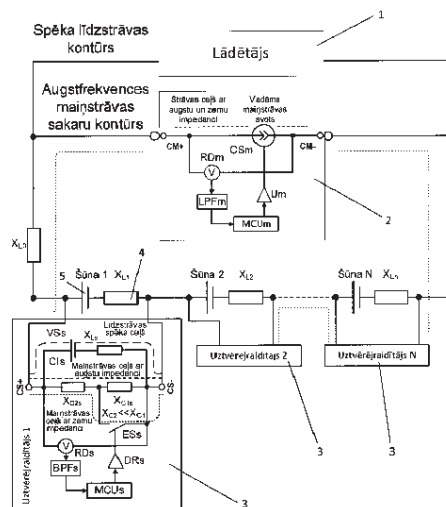 Spēka līdzstrāvas
kontūrs
Lādētājs
1
Augstfrekvences
maiņstrāvas
sakaru kontūrs
Strāvas ceļš ar
augstu un zemu
impedanci
Vadāms
maiņstrāvas
avots
CM+
CSm
CM-
RDm
V
Um
LPFm
MCUm
2
XL0
5
Šūna 1
XL1
4
Šūna 2
XL2
Šūna N
XLn
VSs
Līdzstrāvas
spēka ceļš
XLs
CIs
Maiņstrāvas ceļš ar
augstu impedanci
CS+
CS-
XC2s
XC1s
XC2<<XC1
Maiņstrāvas
ceļš ar zemu
impedanci
ESs
RDs
V
DRs
BPFs
MCUs
Uztvērējraidītājs 1
Uztvērējraidītājs 2
Uztvērējraidītājs N
3
3
3